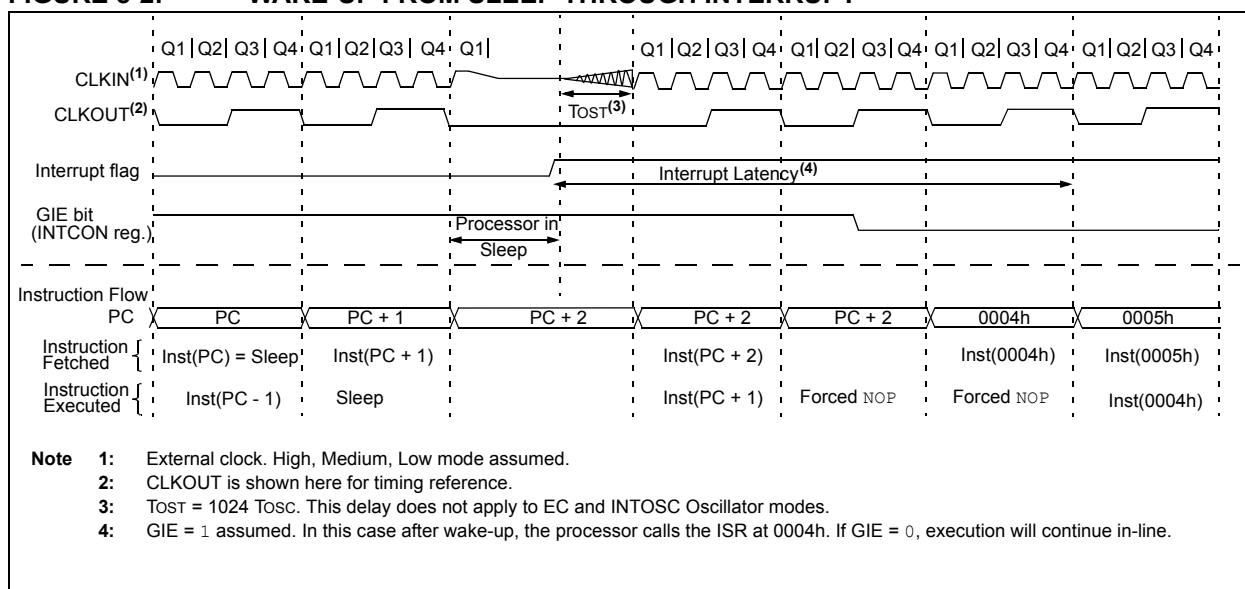 FIGURE 8-2: WAKE-UP FROM SLEEP THROUGH INTERRUPT
Q1 Q2 Q3 Q4 Q1 Q2 Q3 Q4 Q1 Q1 Q2 Q3 Q4 Q1 Q2 Q3 Q4 Q1 Q2 Q3 Q4 Q1 Q2 Q3 Q4
CLKIN(1)
CLKOUT(2) TOST(3)
Interrupt flag Interrupt Latency(4)
GIE bit
(INTCON reg.) Processor in
Sleep
Instruction Flow
PC PC PC + 1 PC + 2 PC + 2 PC + 2 0004h 0005h
Instruction
Fetched Inst(PC) = Sleep Inst(PC + 1) Inst(PC + 2) Inst(0004h) Inst(0005h)
Instruction
Executed Inst(PC - 1) Sleep Inst(PC + 1) Forced NOP Forced NOP Inst(0004h)
Note 1: External clock. High, Medium, Low mode assumed.
2: CLKOUT is shown here for timing reference.
3: TOST = 1024 TOSC. This delay does not apply to EC and INTOSC Oscillator modes.
4: GIE = 1 assumed. In this case after wake-up, the processor calls the ISR at 0004h. If GIE = 0, execution will continue in-line.